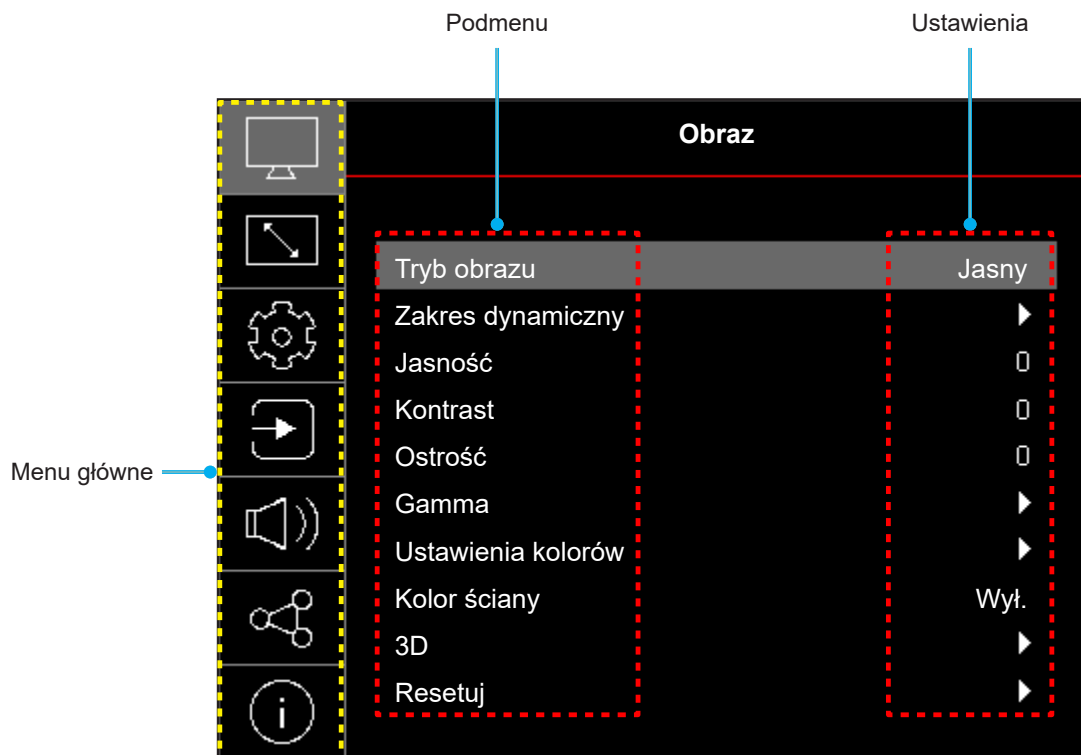 Podmenu Ustawienia
Obraz
Tryb obrazu Jasny
Zakres dynamiczny
Jasność 0
Kontrast 0
Ostrość 0
Menu główne
Gamma
Ustawienia kolorów
Kolor ściany Wył.
3D
Resetuj
i